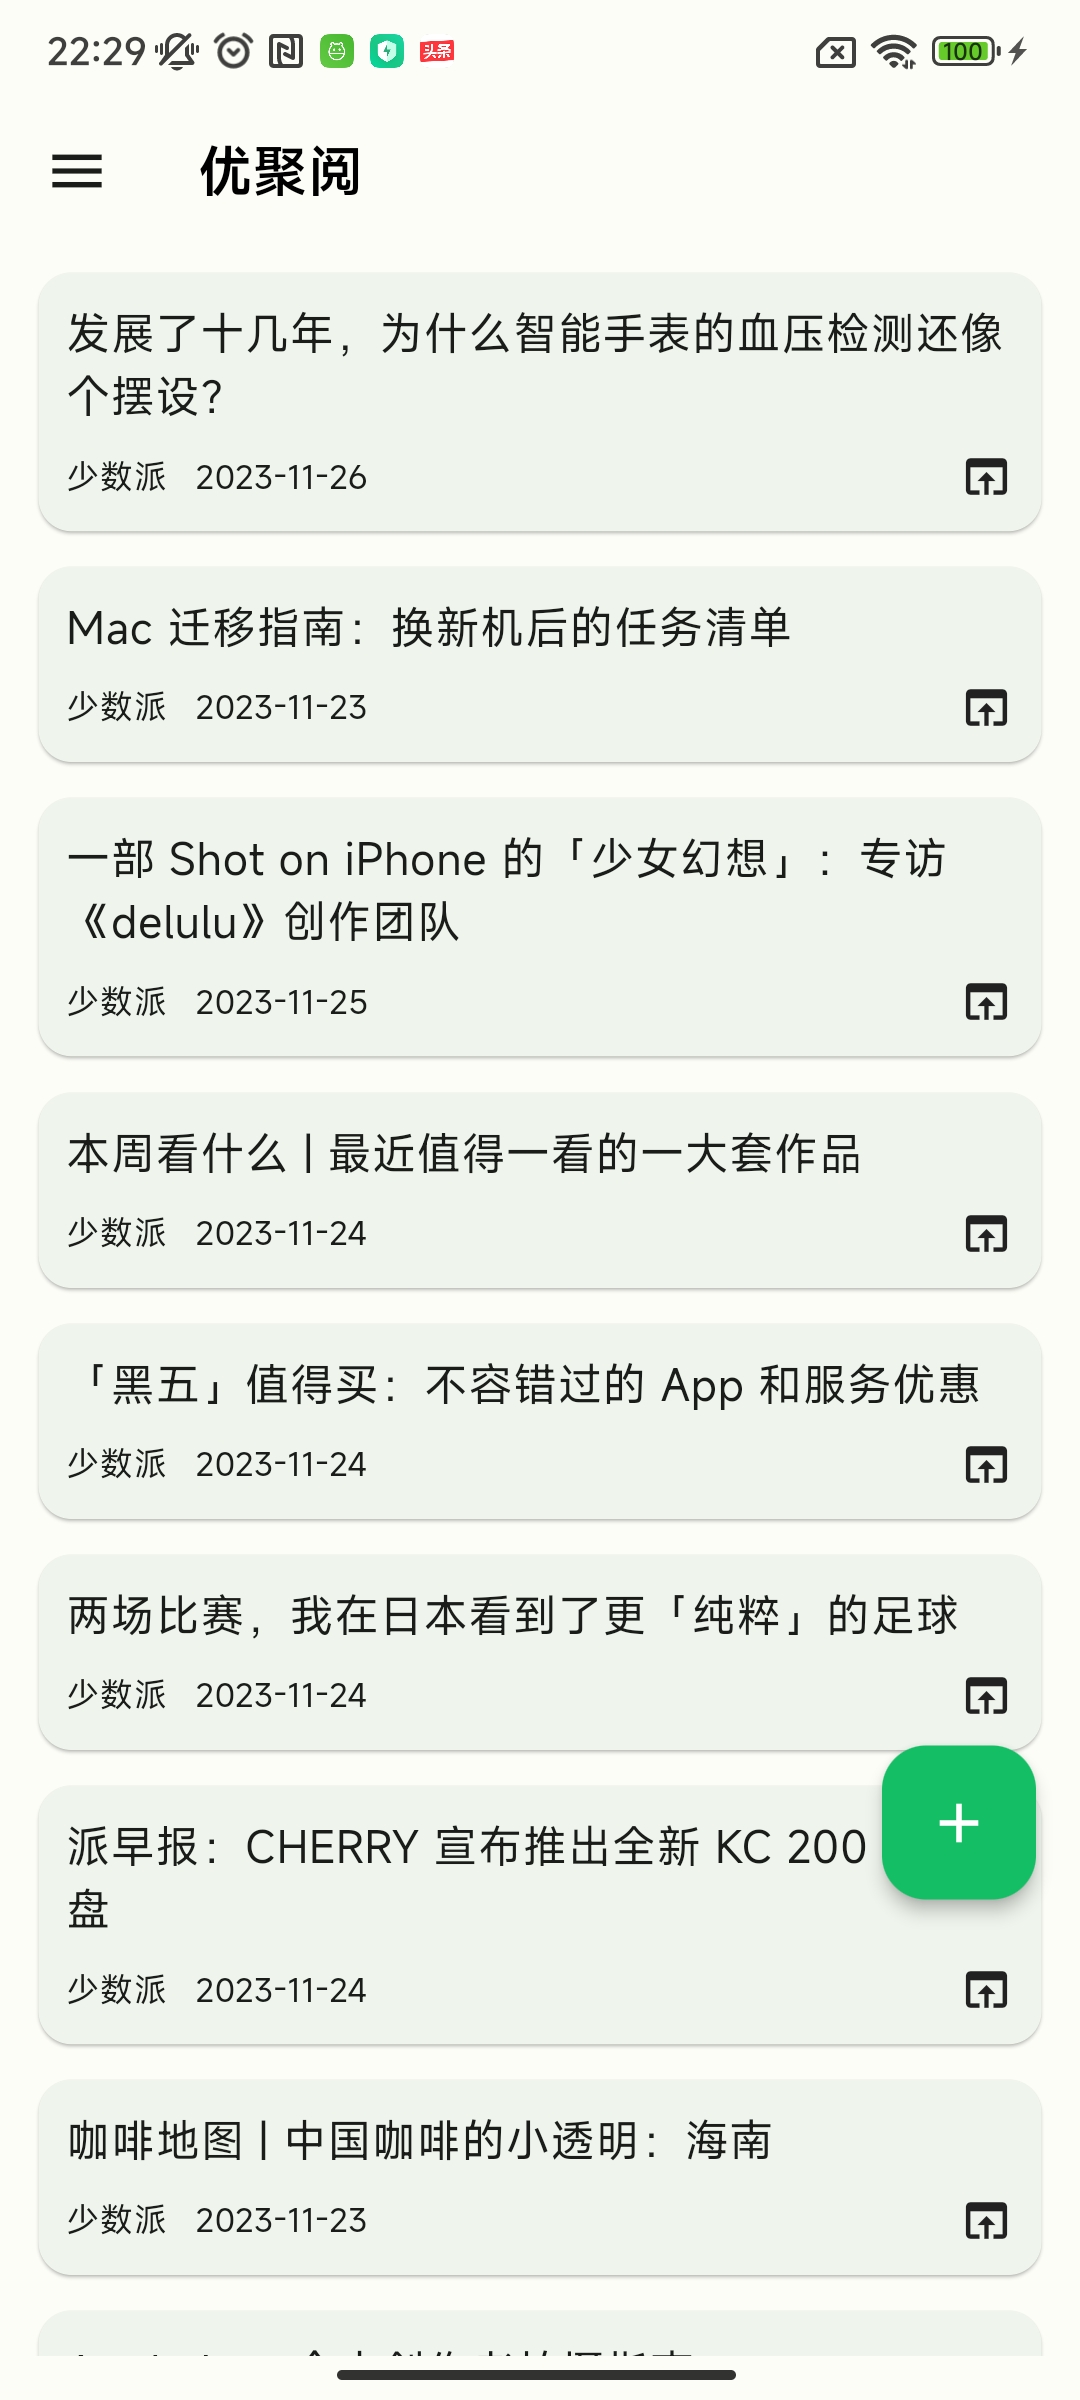 22:29
头条
100
优聚阅
发展了十几年，为什么智能手表的血压检测还像
个摆设？
少数派 2023-11-26
Mac 迁移指南：换新机后的任务清单
少数派 2023-11-23
一部 Shot on iPhone 的「少女幻想」：专访
《delulu》创作团队
少数派 2023-11-25
本周看什么丨最近值得一看的一大套作品
少数派 2023-11-24
「黑五」值得买：不容错过的 App 和服务优惠
少数派 2023-11-24
两场比赛，我在日本看到了更「纯粹」的足球
少数派 2023-11-24
派早报：CHERRY 宣布推出全新 KC 200
盘
少数派 2023-11-24
咖啡地图丨中国咖啡的小透明：海南
少数派 2023-11-23